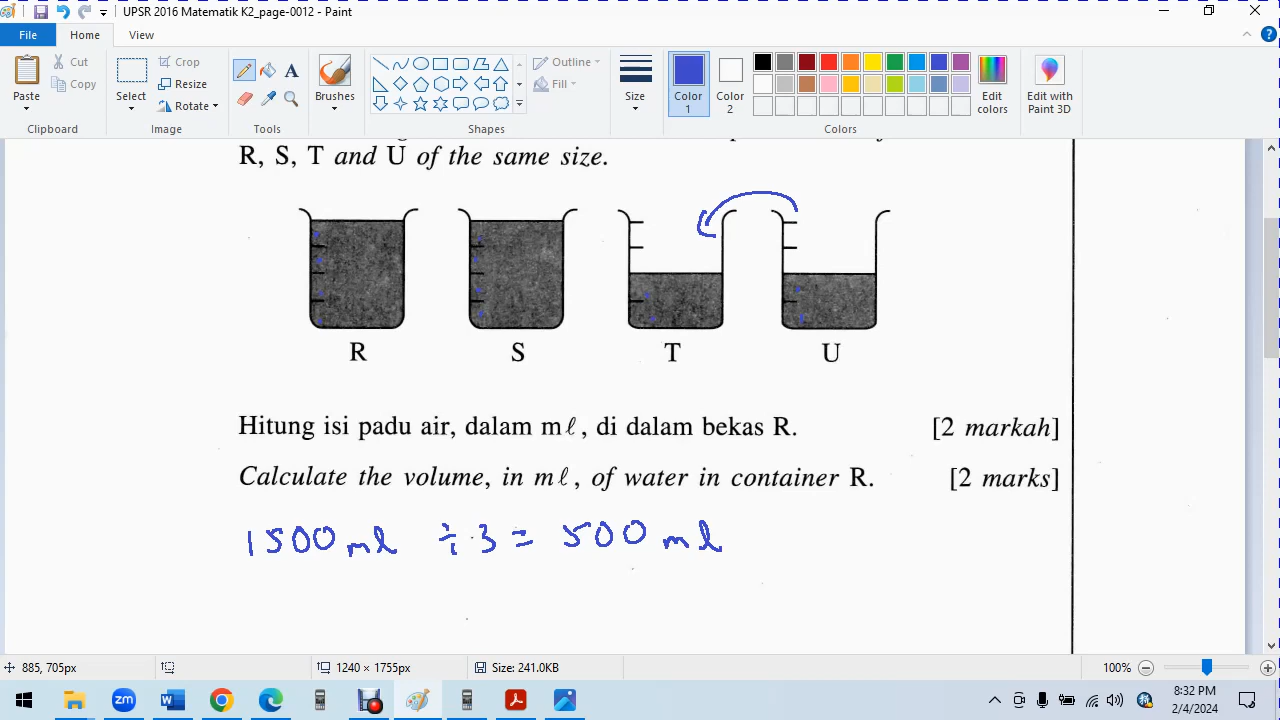 UPSR 2016 Matematik K2_page-0012 - Paint
File Home View
Paste Cut Copy Select Crop Resize Rotate Brushes Outline Fill Size Color 1 Color 2 Edit colors Edit with Paint 3D
Clipboard Image Tools Shapes Colors
R, S, T and U of the same size.
R S T U
Hitung isi padu air, dalam mℓ, di dalam bekas R. [2 markah]
Calculate the volume, in mℓ, of water in container R. [2 marks]
1500 ml ÷ 3 = 500 ml
885, 705px 1240 × 1755px Size: 241.0KB 100%
8:32 PM
2/4/2024